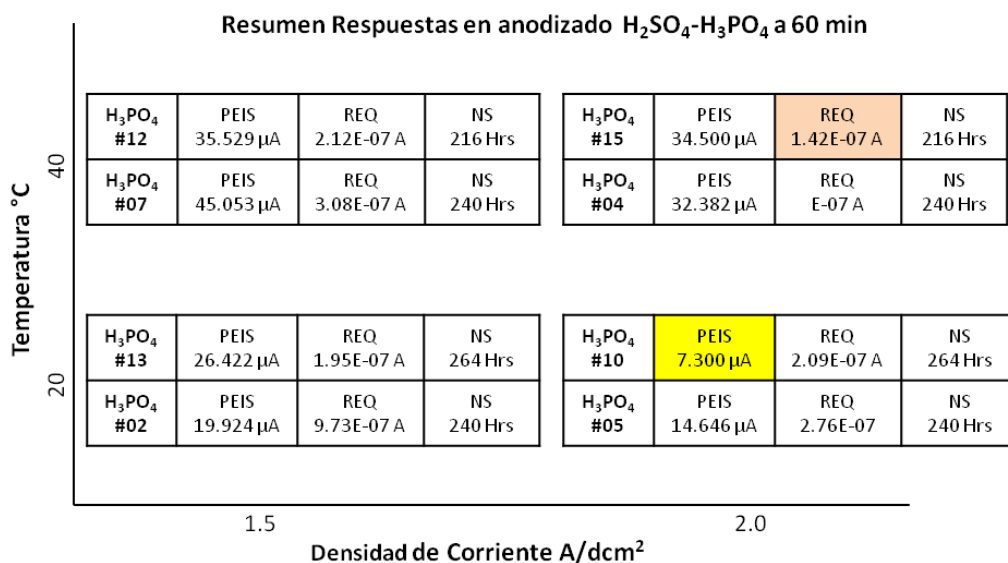 Resumen Respuestas en anodizado H₂SO₄-H₃PO₄ a 60 min
Temperatura °C
40
H₃PO₄ #12 PEIS 35.529 µA REQ 2.12E-07 A NS 216 Hrs
H₃PO₄ #07 PEIS 45.053 µA REQ 3.08E-07 A NS 240 Hrs
H₃PO₄ #15 PEIS 34.500 µA REQ 1.42E-07 A NS 216 Hrs
H₃PO₄ #04 PEIS 32.382 µA REQ E-07 A NS 240 Hrs
20
H₃PO₄ #13 PEIS 26.422 µA REQ 1.95E-07 A NS 264 Hrs
H₃PO₄ #02 PEIS 19.924 µA REQ 9.73E-07 A NS 240 Hrs
H₃PO₄ #10 PEIS 7.300 µA REQ 2.09E-07 A NS 264 Hrs
H₃PO₄ #05 PEIS 14.646 µA REQ 2.76E-07 NS 240 Hrs
1.5
2.0
Densidad de Corriente A/dcm²